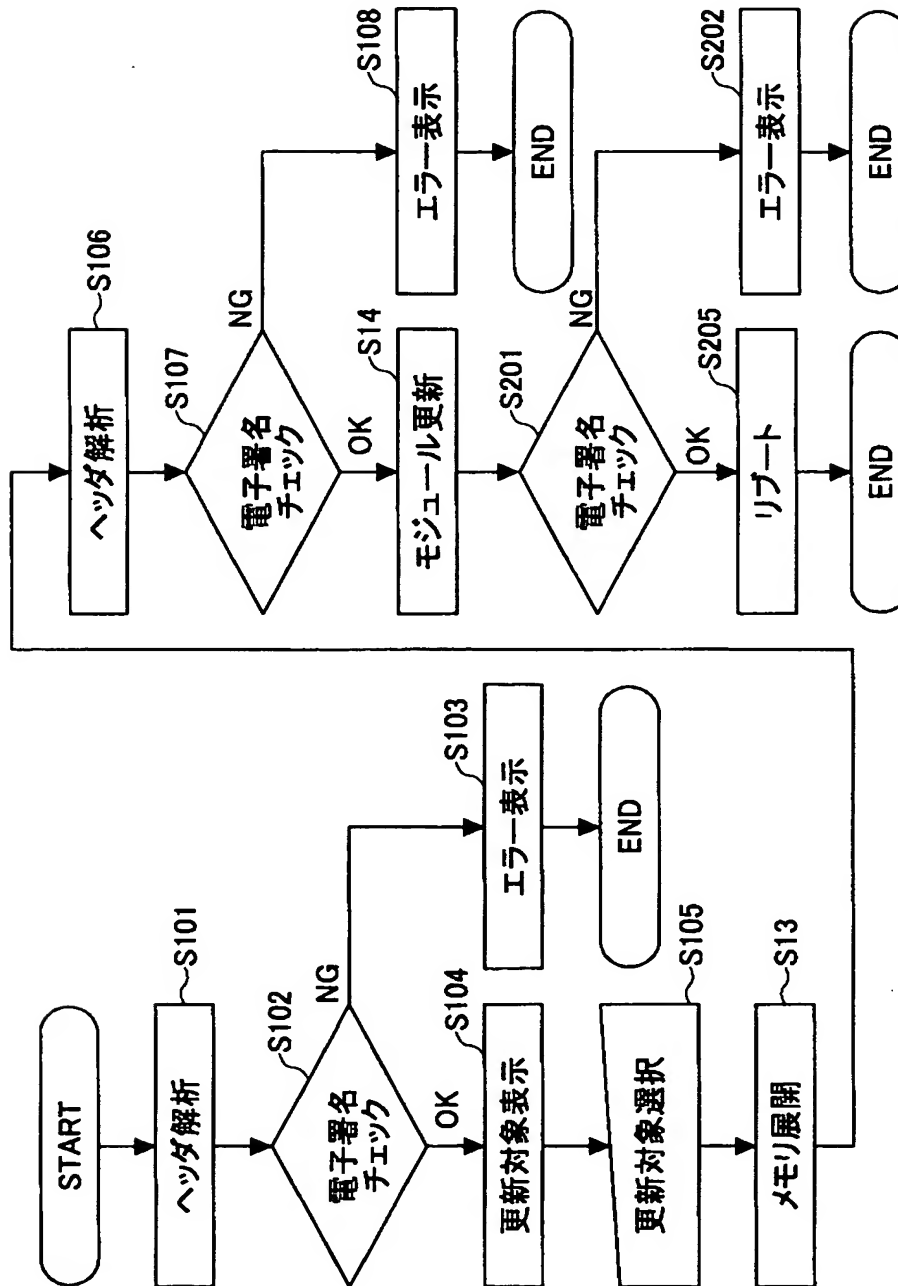 START
S101
ヘッダ解析
S102
電子署名
チェック
NG
OK
S103
エラー表示
END
S104
更新対象表示
S105
更新対象選択
S13
メモリ展開
S106
ヘッダ解析
S107
電子署名
チェック
NG
OK
S108
エラー表示
END
S14
モジュール更新
S201
電子署名
チェック
NG
OK
S202
エラー表示
END
S205
リブート
END